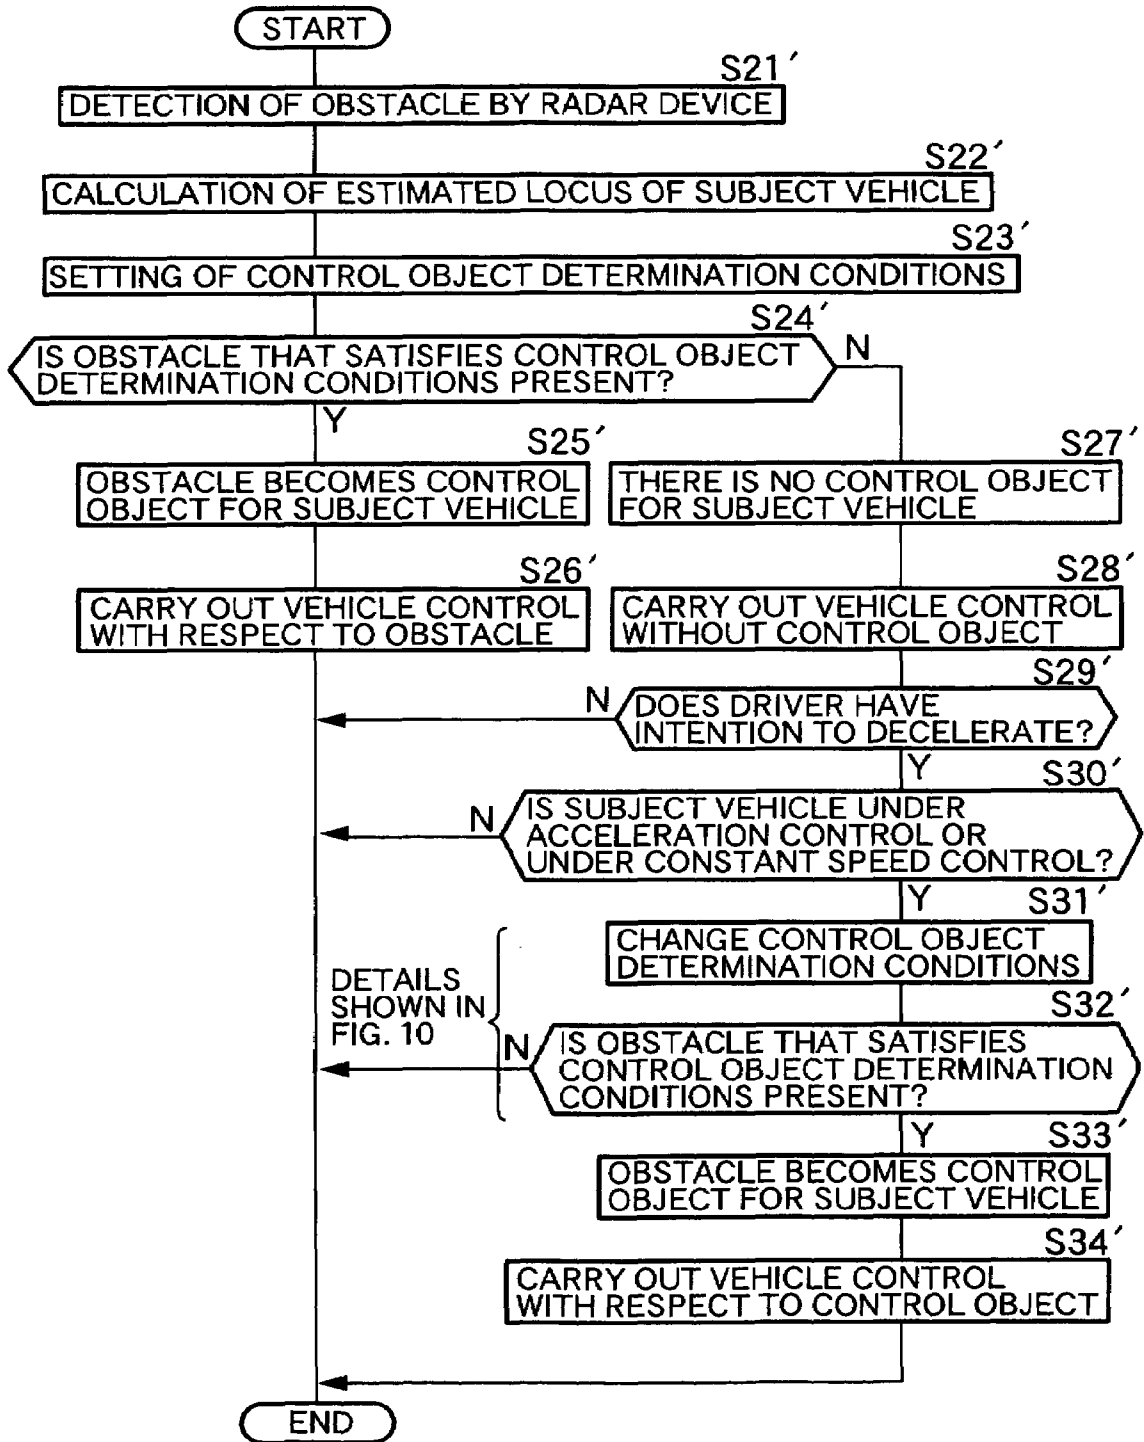 START
S21′
DETECTION OF OBSTACLE BY RADAR DEVICE
S22′
CALCULATION OF ESTIMATED LOCUS OF SUBJECT VEHICLE
S23′
SETTING OF CONTROL OBJECT DETERMINATION CONDITIONS
S24′
IS OBSTACLE THAT SATISFIES CONTROL OBJECT
DETERMINATION CONDITIONS PRESENT?
N
Y
S25′
OBSTACLE BECOMES CONTROL
OBJECT FOR SUBJECT VEHICLE
S27′
THERE IS NO CONTROL OBJECT
FOR SUBJECT VEHICLE
S26′
CARRY OUT VEHICLE CONTROL
WITH RESPECT TO OBSTACLE
S28′
CARRY OUT VEHICLE CONTROL
WITHOUT CONTROL OBJECT
S29′
N
DOES DRIVER HAVE
INTENTION TO DECELERATE?
Y
S30′
N
IS SUBJECT VEHICLE UNDER
ACCELERATION CONTROL OR
UNDER CONSTANT SPEED CONTROL?
Y
S31′
CHANGE CONTROL OBJECT
DETERMINATION CONDITIONS
DETAILS
SHOWN IN
FIG. 10
S32′
N
IS OBSTACLE THAT SATISFIES
CONTROL OBJECT DETERMINATION
CONDITIONS PRESENT?
Y
S33′
OBSTACLE BECOMES CONTROL
OBJECT FOR SUBJECT VEHICLE
S34′
CARRY OUT VEHICLE CONTROL
WITH RESPECT TO CONTROL OBJECT
END